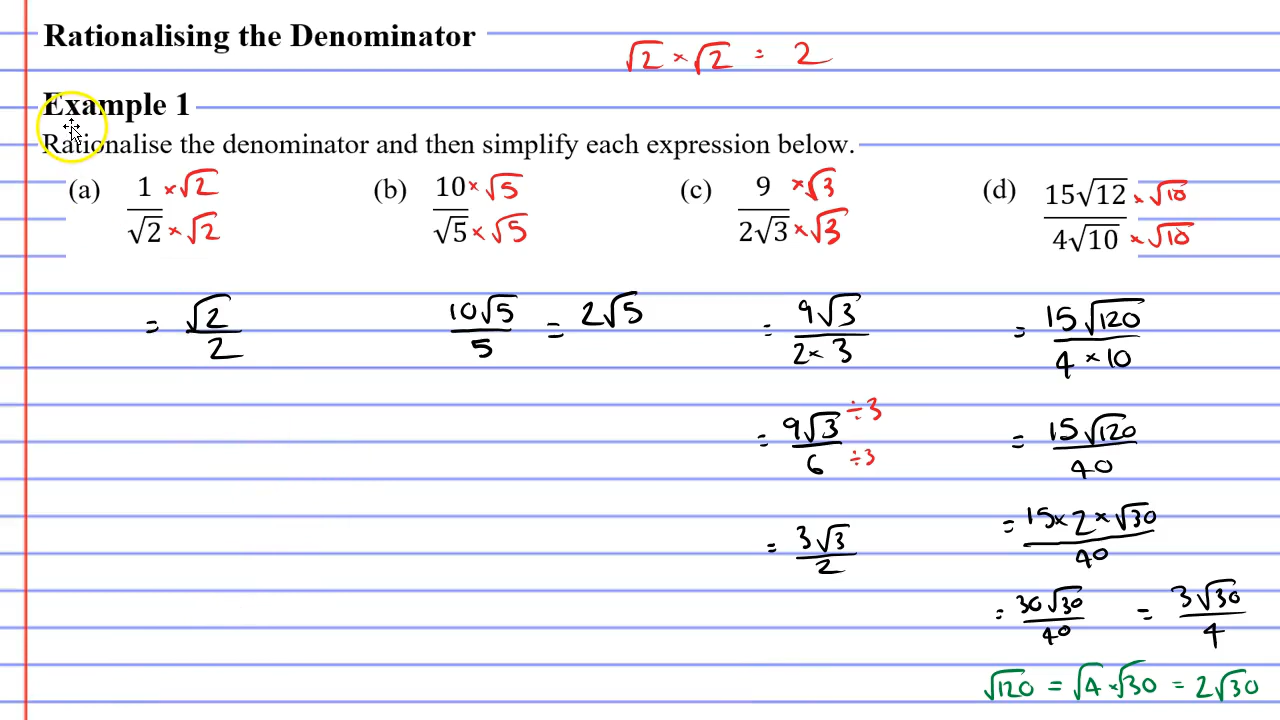 Rationalising the Denominator
√2 × √2 = 2
Example 1
Rationalise the denominator and then simplify each expression below.
(a) 1 × √2 / √2 × √2
= √2 / 2
(b) 10 × √5 / √5 × √5
10√5 / 5 = 2√5
(c) 9 × √3 / 2√3 × √3
= 9√3 / 2 × 3
= 9√3 ÷3 / 6 ÷3
= 3√3 / 2
(d) 15√12 × √10 / 4√10 × √10
= 15√120 / 4 × 10
= 15√120 / 40
= 15 × 2 × √30 / 40
= 30√30 / 40 = 3√30 / 4
√120 = √4 × √30 = 2√30